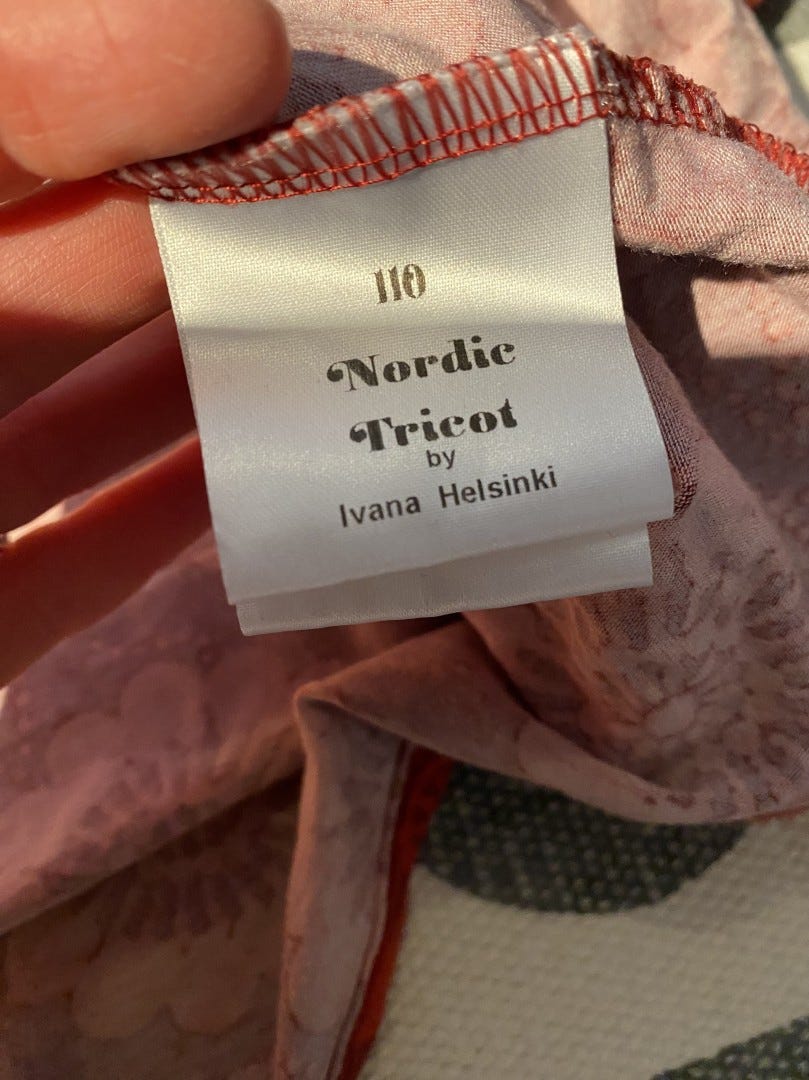 110
Nordic
Tricot
by
Ivana Helsinki